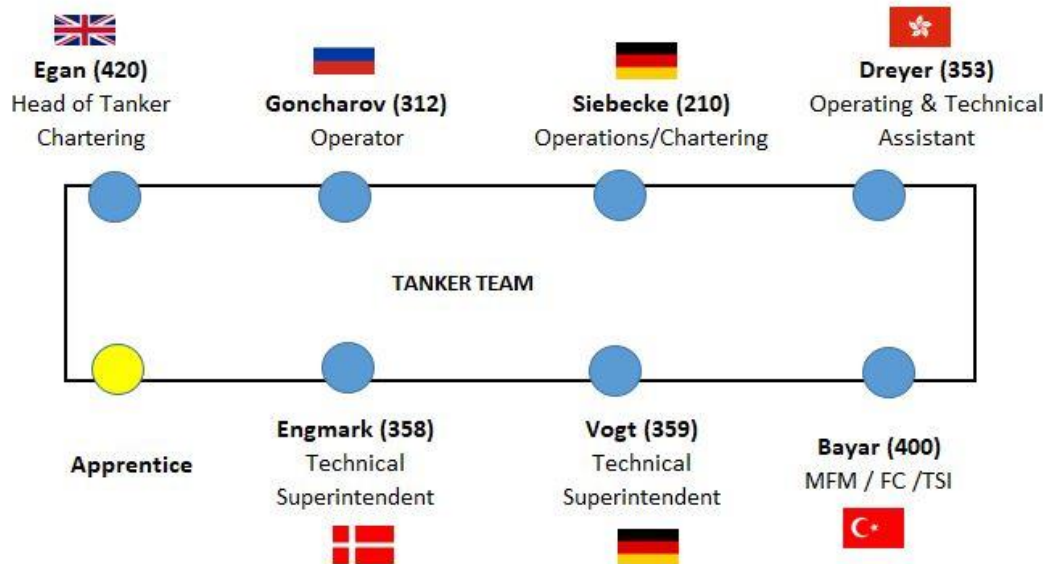 Egan (420)
Head of Tanker
Chartering
Goncharov (312)
Operator
Siebecke (210)
Operations/Chartering
Dreyer (353)
Operating & Technical
Assistant
TANKER TEAM
Apprentice
Engmark (358)
Technical
Superintendent
Vogt (359)
Technical
Superintendent
Bayar (400)
MFM / FC /TSI